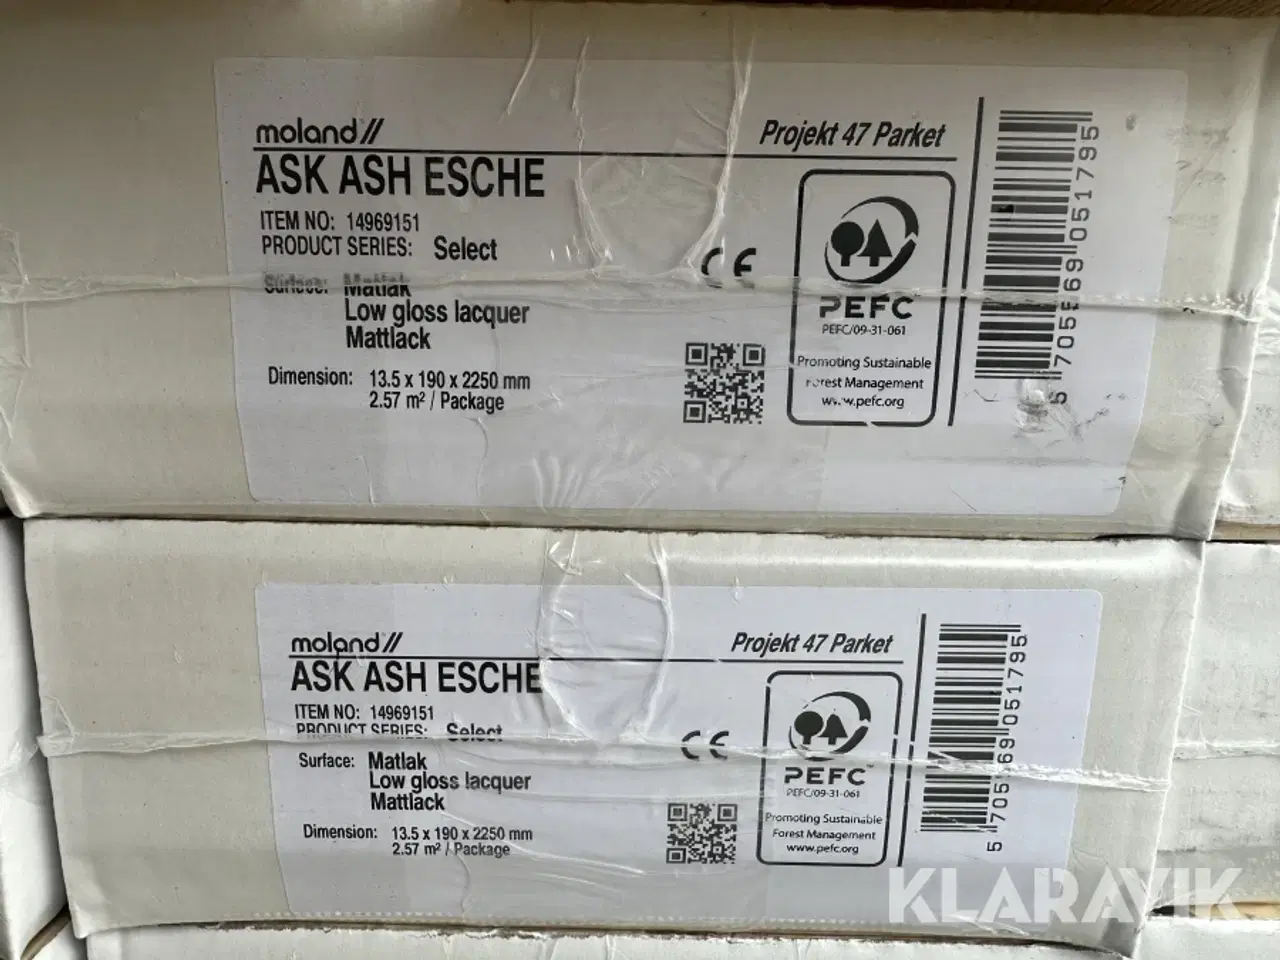 moland//
Projekt 47 Parket
ASK ASH ESCHE
ITEM NO: 14969151
PRODUCT SERIES: Select
Surface: Matlak
Low gloss lacquer
Mattlack
Dimension: 13.5 x 190 x 2250 mm
2.57 m² / Package
CE
PEFC™
PEFC/09-31-061
Promoting Sustainable
Forest Management
www.pefc.org
5 705569 051795
moland//
Projekt 47 Parket
ASK ASH ESCHE
ITEM NO: 14969151
PRODUCT SERIES: Select
Surface: Matlak
Low gloss lacquer
Mattlack
Dimension: 13.5 x 190 x 2250 mm
2.57 m² / Package
CE
PEFC™
PEFC/09-31-061
Promoting Sustainable
Forest Management
www.pefc.org
5 705569 051795
KLARAVIK